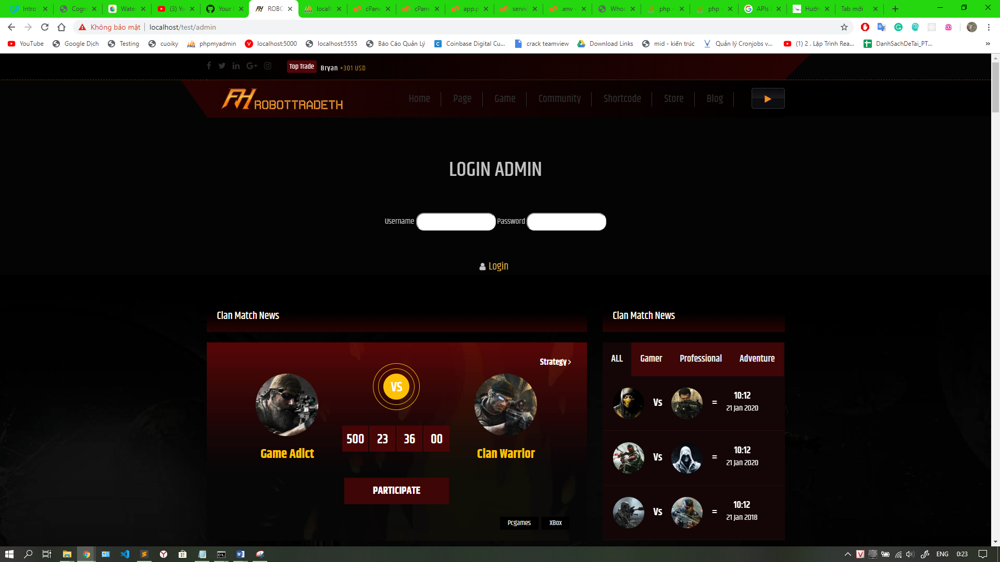 Intro
Cogn
Wate
(3) Yo
Your
ROBC
localh
cPane
cPane
app.p
servic
.env -
Whoc
php -
php -
APIs
Hướn
Tab mới
Không bảo mật
localhost/test/admin
YouTube
Google Dịch
Testing
cuoiky
phpmyadmin
localhost:5000
localhost:5555
Báo Cáo Quản Lý
Coinbase Digital Cu...
crack teamview
Download Links
mid - kiến trúc
Quản lý Cronjobs v...
(1) 2 . Lập Trình Rea...
DanhSachDeTai_PT...
»
Top Trade Bryan +301 USD
ROBOTTRADETH
Home
Page
Game
Community
Shortcode
Store
Blog
LOGIN ADMIN
Username
Password
Login
Clan Match News
Clan Match News
Strategy
VS
500 23 36 00
Game Adict
Clan Warrior
PARTICIPATE
Pcgames
XBox
ALL
Gamer
Professional
Adventure
Vs = 10:12
21 Jan 2020
Vs = 10:12
21 Jan 2020
Vs = 10:12
21 Jan 2018
ENG
0:23